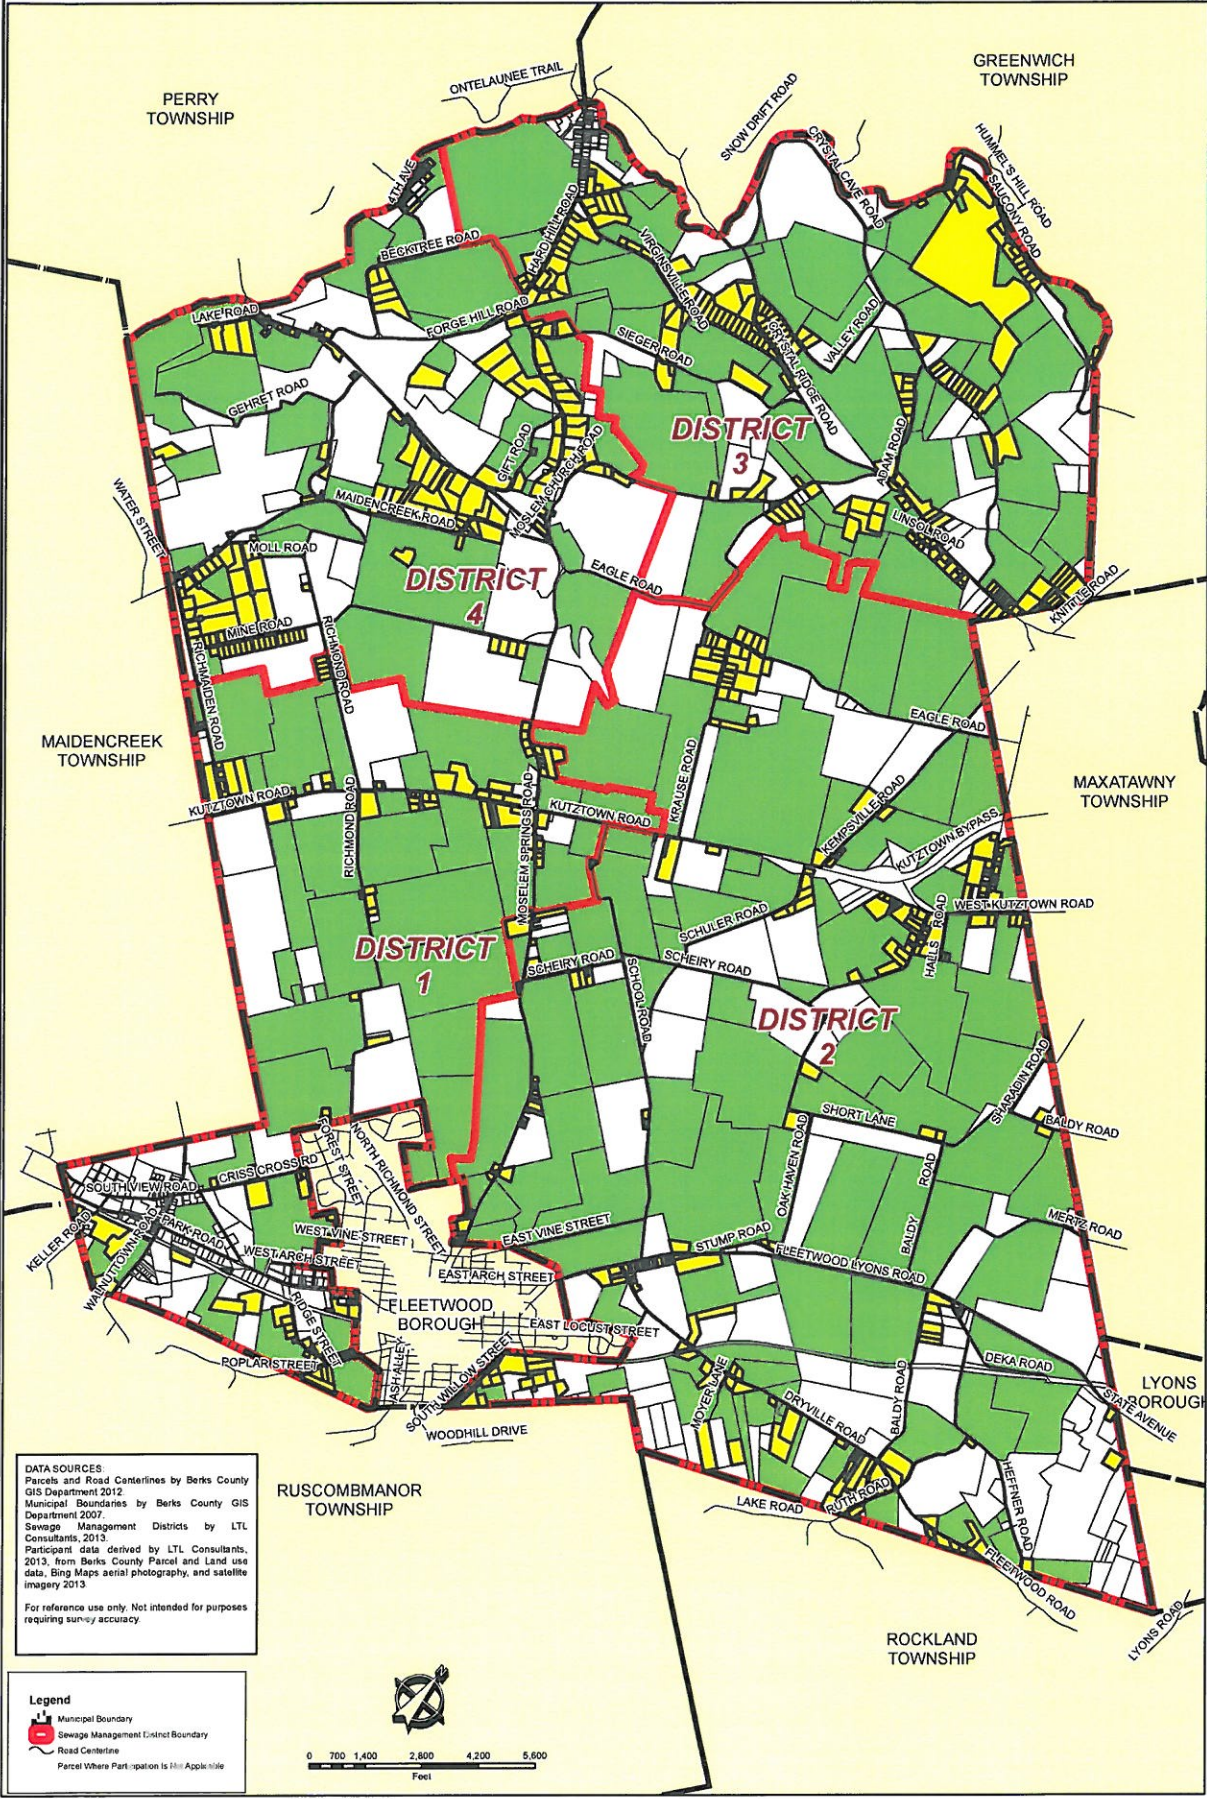 GREENWICH
TOWNSHIP
PERRY
TOWNSHIP
ONTELAUNEE TRAIL
SNOW DRIFT ROAD
CRYSTAL CAVE ROAD
HUMMEL'S HILL ROAD
SAUCONY ROAD
4TH AVE
BECKTREE ROAD
HARD HILL ROAD
VIRGINSVILLE ROAD
LAKE ROAD
FORGE HILL ROAD
SIEGER ROAD
CRYSTAL RIDGE ROAD
VALLEY ROAD
GEHRET ROAD
GIFT ROAD
MOSLEM CHURCH ROAD
DISTRICT
3
ADAM ROAD
WATER STREET
MAIDENCREEK ROAD
LINSOL ROAD
MOLL ROAD
DISTRICT
4
EAGLE ROAD
KNITTLE ROAD
MINE ROAD
RICHMOND ROAD
RICHMAIDEN ROAD
EAGLE ROAD
MAIDENCREEK
TOWNSHIP
MAXATAWNY
TOWNSHIP
KUTZTOWN ROAD
RICHMOND ROAD
MOSELEM SPRINGS ROAD
KUTZTOWN ROAD
KRAUSE ROAD
KEMPSVILLE ROAD
KUTZTOWN BYPASS
WEST KUTZTOWN ROAD
HALLS ROAD
SCHULER ROAD
DISTRICT
1
SCHEIRY ROAD
SCHEIRY ROAD
SCHOOL ROAD
DISTRICT
2
SHARADIN ROAD
SHORT LANE
BALDY ROAD
OAK HAVEN ROAD
BALDY ROAD
FOREST STREET
NORTH RICHMOND STREET
CRISS CROSS RD
SOUTHVIEW ROAD
KELLER ROAD
WALNUTTOWN ROAD
PARK ROAD
WEST VINE STREET
WEST ARCH STREET
EAST VINE STREET
EAST ARCH STREET
STUMP ROAD
FLEETWOOD LYONS ROAD
MERTZ ROAD
FLEETWOOD
BOROUGH
EAST LOCUST STREET
RIDGE STREET
POPLAR STREET
ASH ALLEY
SOUTH WILLOW STREET
WOODHILL DRIVE
MOYER LANE
DRYVILLE ROAD
BALDY ROAD
DEKA ROAD
STATE AVENUE
LYONS
BOROUGH
HEFFNER ROAD
LAKE ROAD
RUTH ROAD
FLEETWOOD ROAD
LYONS ROAD
RUSCOMBMANOR
TOWNSHIP
ROCKLAND
TOWNSHIP
DATA SOURCES:
Parcels and Road Centerlines by Berks County
GIS Department 2012.
Municipal Boundaries by Berks County GIS
Department 2007.
Sewage Management Districts by LTL
Consultants, 2013.
Participant data derived by LTL Consultants,
2013, from Berks County Parcel and Land use
data, Bing Maps aerial photography, and satellite
imagery 2013
For reference use only. Not intended for purposes
requiring survey accuracy.
Legend
Municipal Boundary
Sewage Management District Boundary
Road Centerline
Parcel Where Participation Is Not Applicable
N
0 700 1,400 2,800 4,200 5,600
Feet